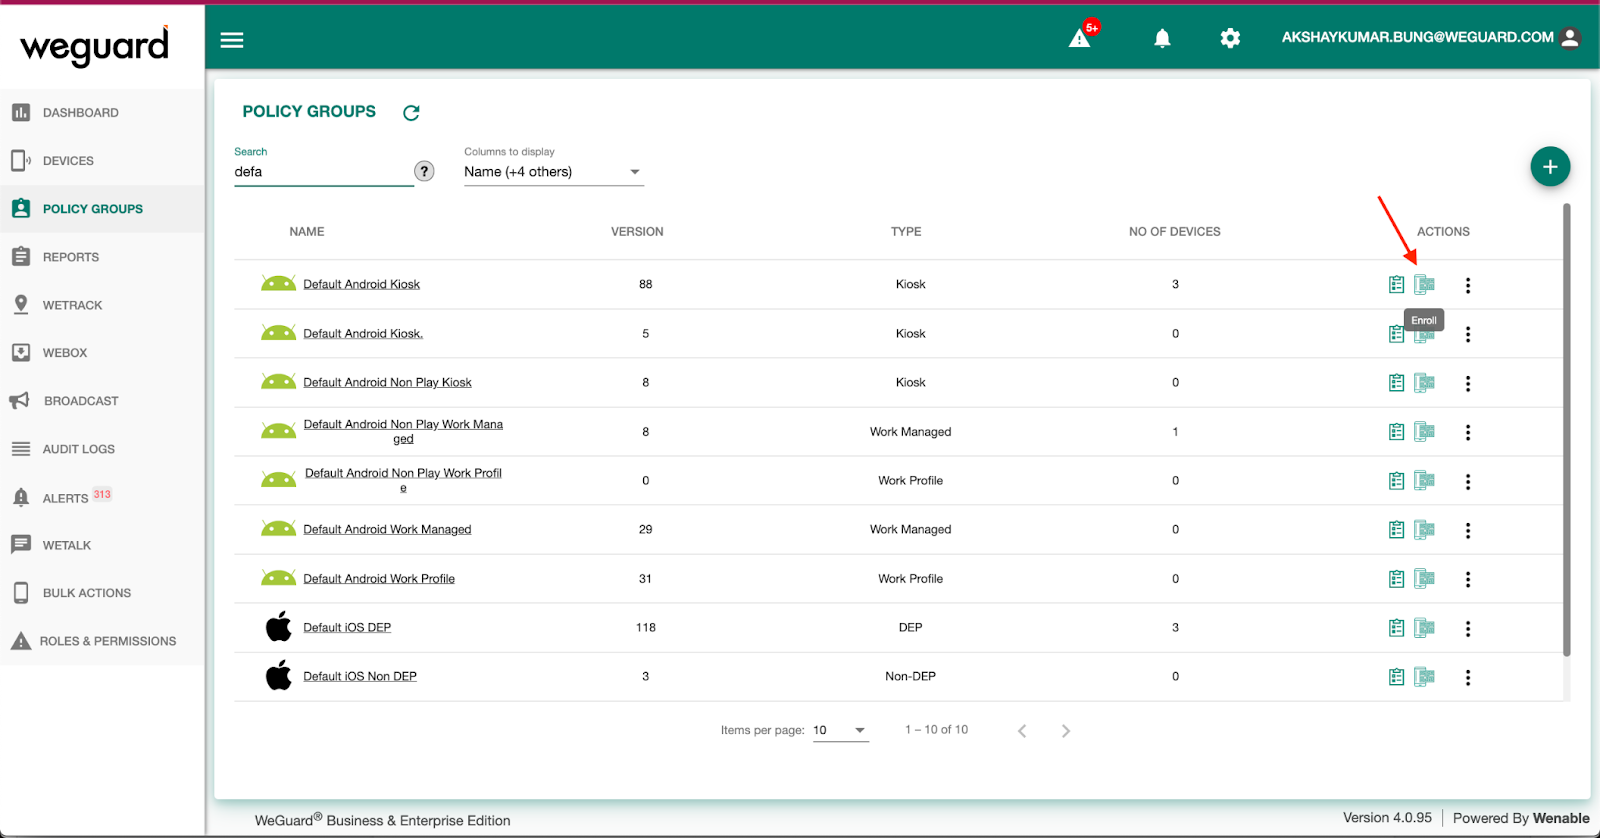 weguard
5+
AKSHAYKUMAR.BUNG@WEGUARD.COM
DASHBOARD
DEVICES
POLICY GROUPS
REPORTS
WETRACK
WEBOX
BROADCAST
AUDIT LOGS
ALERTS 313
WETALK
BULK ACTIONS
ROLES & PERMISSIONS
POLICY GROUPS
Search
defa
?
Columns to display
Name (+4 others)
+
NAME VERSION TYPE NO OF DEVICES ACTIONS
Default Android Kiosk 88 Kiosk 3
Enroll
Default Android Kiosk. 5 Kiosk 0
Default Android Non Play Kiosk 8 Kiosk 0
Default Android Non Play Work Mana
ged 8 Work Managed 1
Default Android Non Play Work Profil
e 0 Work Profile 0
Default Android Work Managed 29 Work Managed 0
Default Android Work Profile 31 Work Profile 0
Default iOS DEP 118 DEP 3
Default iOS Non DEP 3 Non-DEP 0
Items per page: 10 1 – 10 of 10
WeGuard® Business & Enterprise Edition
Version 4.0.95 | Powered By Wenable